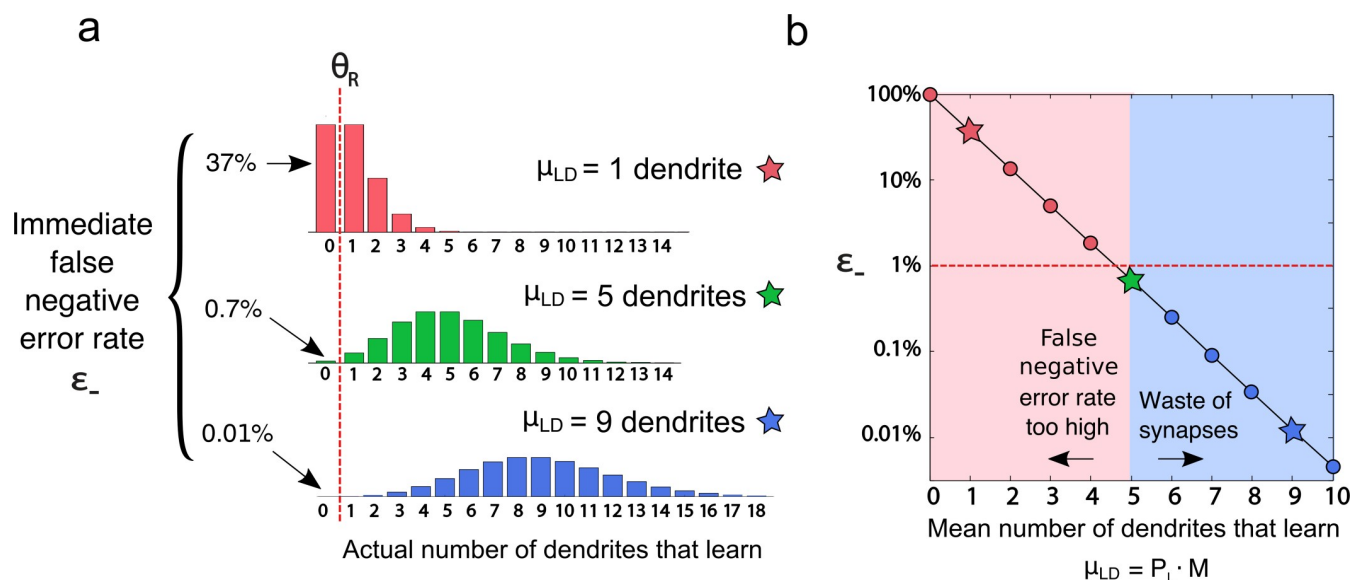 a
θR
37%
μLD = 1 dendrite
0 1 2 3 4 5 6 7 8 9 10 11 12 13 14
Immediate
false
negative
error rate
ε-
0.7%
μLD = 5 dendrites
0 1 2 3 4 5 6 7 8 9 10 11 12 13 14
0.01%
μLD = 9 dendrites
0 1 2 3 4 5 6 7 8 9 10 11 12 13 14 15 16 17 18
Actual number of dendrites that learn
b
100%
10%
ε-
1%
0.1%
0.01%
False
negative
error rate
too high
Waste of
synapses
0 1 2 3 4 5 6 7 8 9 10
Mean number of dendrites that learn
μLD = PL · M